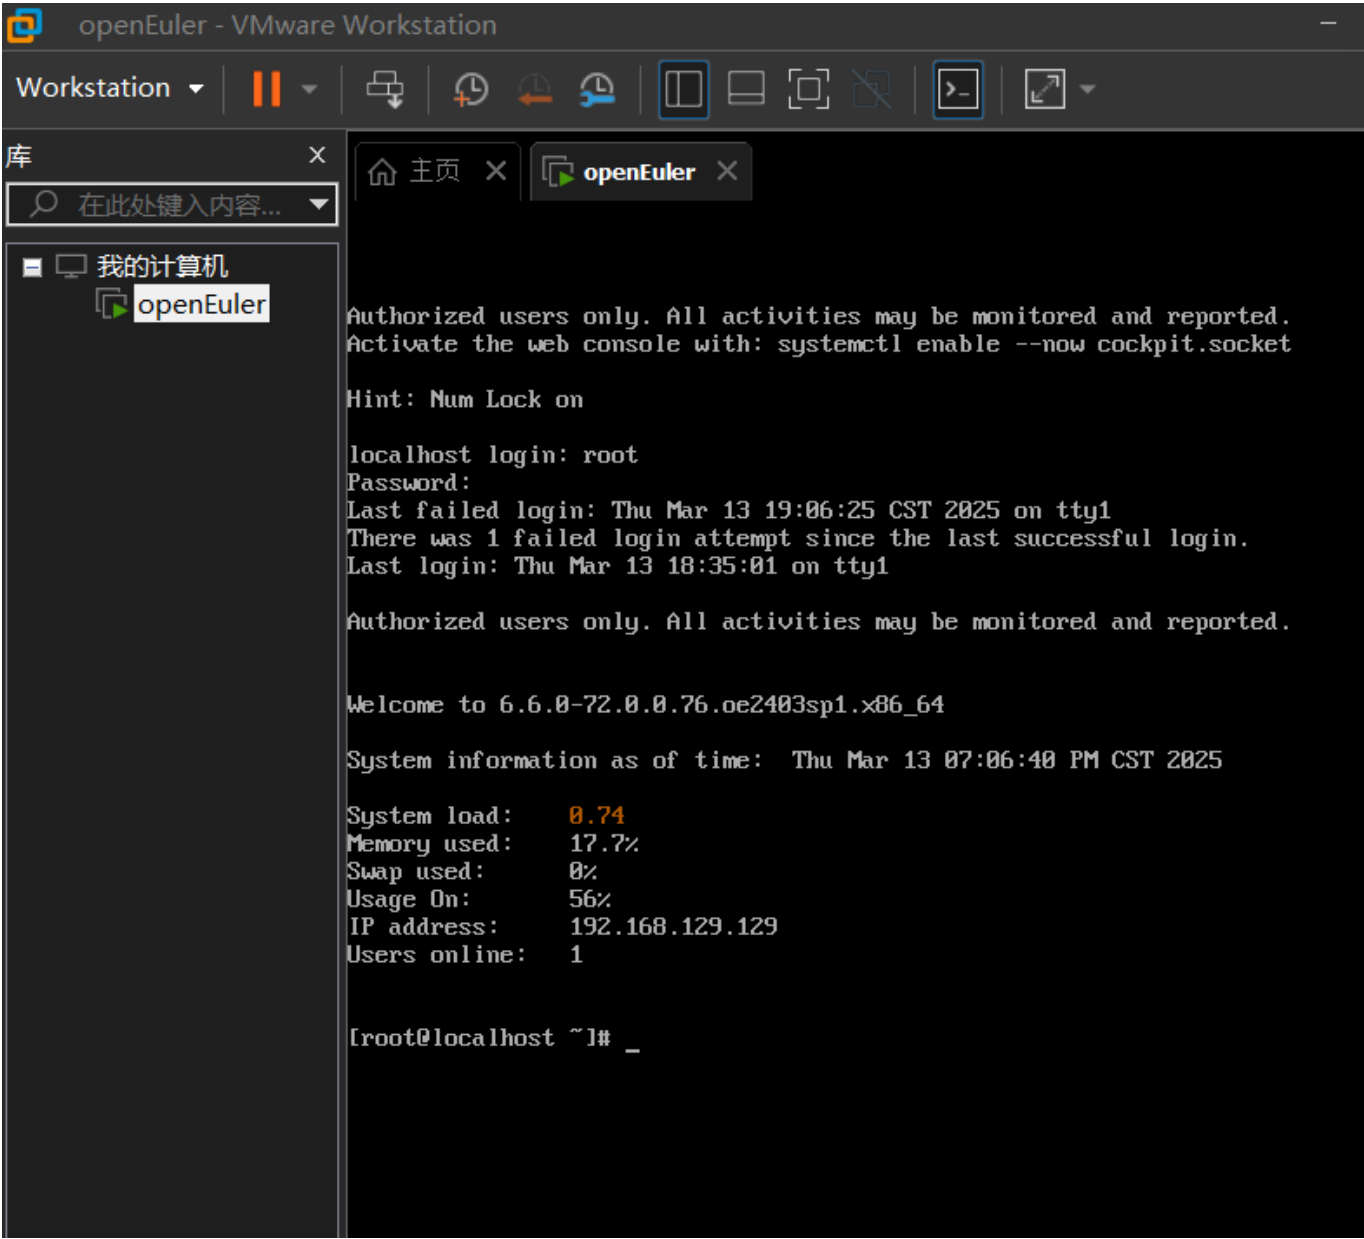 openEuler - VMware Workstation
Workstation
库
主页
openEuler
在此处键入内容...
我的计算机
openEuler
Authorized users only. All activities may be monitored and reported.
Activate the web console with: systemctl enable --now cockpit.socket
Hint: Num Lock on
localhost login: root
Password:
Last failed login: Thu Mar 13 19:06:25 CST 2025 on tty1
There was 1 failed login attempt since the last successful login.
Last login: Thu Mar 13 18:35:01 on tty1
Authorized users only. All activities may be monitored and reported.
Welcome to 6.6.0-72.0.0.76.oe2403sp1.x86_64
System information as of time:  Thu Mar 13 07:06:40 PM CST 2025
System load:    0.74
Memory used:    17.7%
Swap used:      0%
Usage On:       56%
IP address:     192.168.129.129
Users online:   1
[root@localhost ~]# _